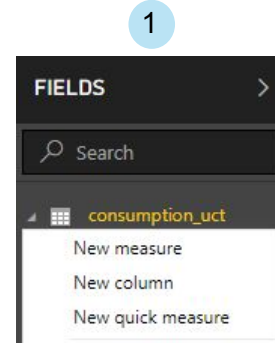 1
FIELDS >
Search
consumption_uct
New measure
New column
New quick measure